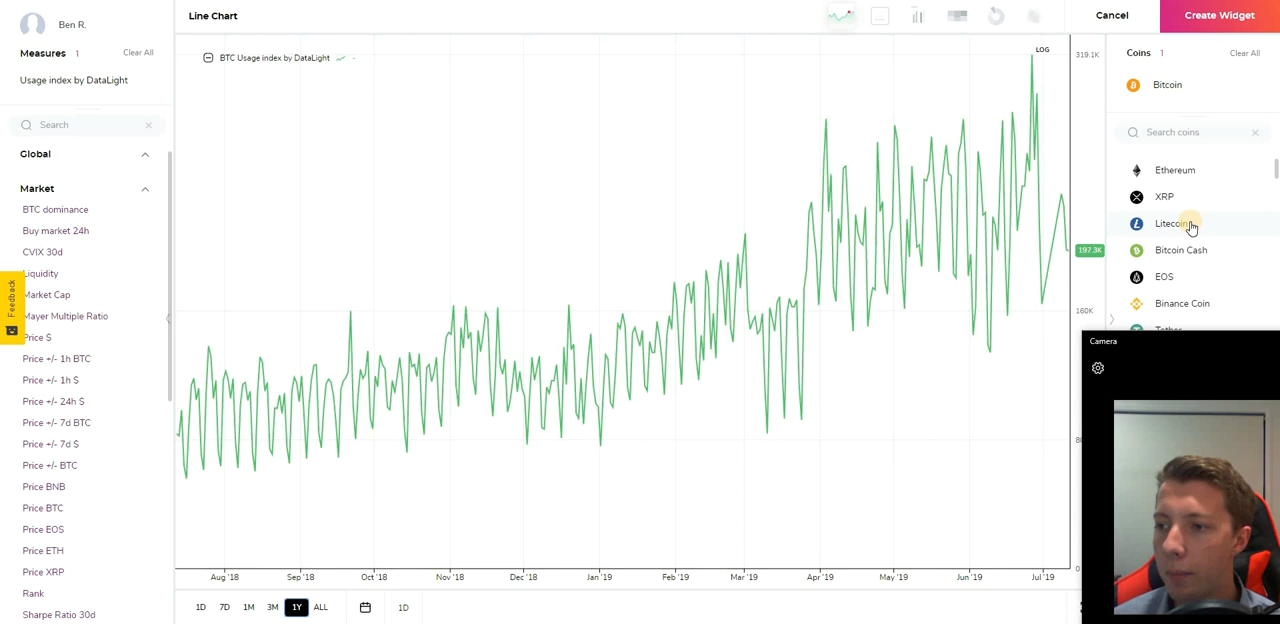 Ben R.
Line Chart
Cancel
Create Widget
Measures 1
Clear All
Usage index by DataLight
Search
Global
Market
BTC dominance
Buy market 24h
CVIX 30d
Liquidity
Market Cap
Mayer Multiple Ratio
Price $
Price +/- 1h BTC
Price +/- 1h $
Price +/- 24h $
Price +/- 7d BTC
Price +/- 7d $
Price +/- BTC
Price BNB
Price BTC
Price EOS
Price ETH
Price XRP
Rank
Sharpe Ratio 30d
Feedback
BTC Usage index by DataLight
LOG
319.1K
197.3K
160K
0
Aug '18 Sep '18 Oct '18 Nov '18 Dec '18 Jan '19 Feb '19 Mar '19 Apr '19 May '19 Jun '19 Jul '19
1D 7D 1M 3M 1Y ALL 1D
Coins 1
Clear All
Bitcoin
Search coins
Ethereum
XRP
Litecoin
Bitcoin Cash
EOS
Binance Coin
Tether
Camera